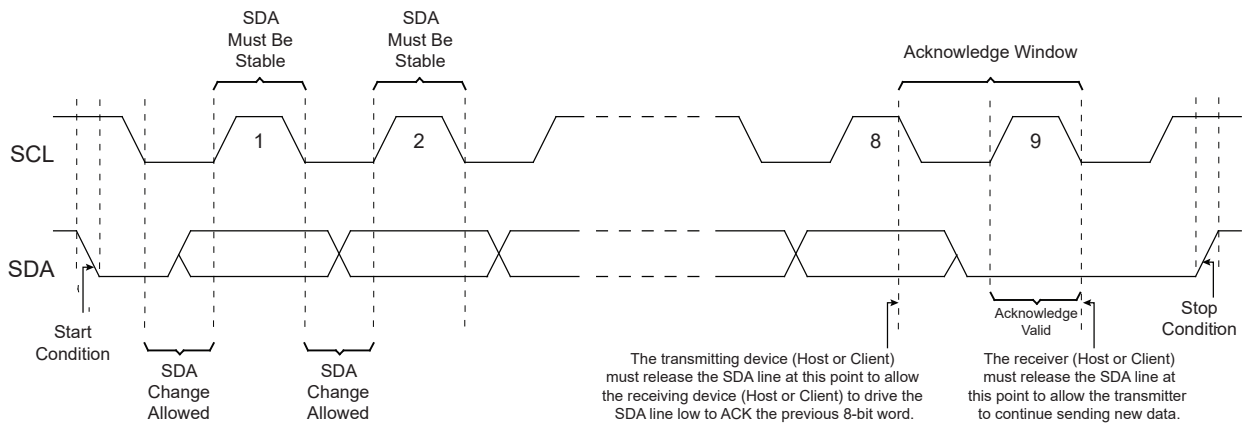 SDA
Must Be
Stable
SDA
Must Be
Stable
Acknowledge Window
SCL
1
2
8
9
SDA
Start
Condition
SDA
Change
Allowed
SDA
Change
Allowed
Acknowledge
Valid
Stop
Condition
The transmitting device (Host or Client)
must release the SDA line at this point to allow
the receiving device (Host or Client) to drive the
SDA line low to ACK the previous 8-bit word.
The receiver (Host or Client)
must release the SDA line at
this point to allow the transmitter
to continue sending new data.